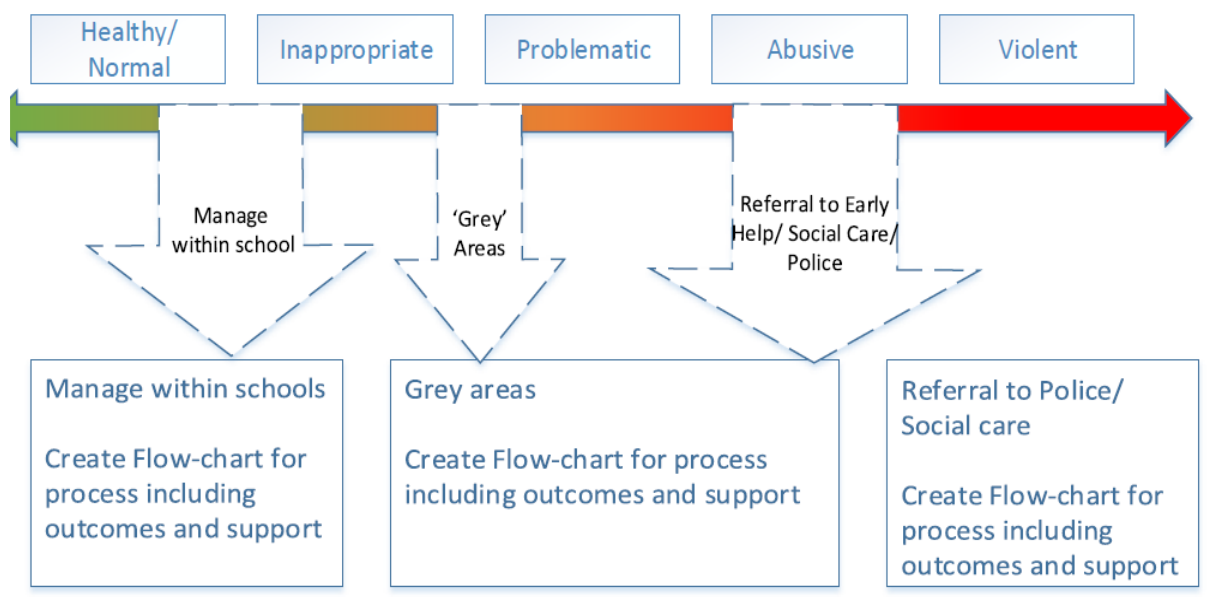 Healthy/
Normal
Inappropriate
Problematic
Abusive
Violent
Manage
within school
‘Grey’
Areas
Referral to Early
Help/ Social Care/
Police
Manage within schools
Create Flow-chart for
process including
outcomes and support
Grey areas
Create Flow-chart for process
including outcomes and support
Referral to Police/
Social care
Create Flow-chart for
process including
outcomes and support